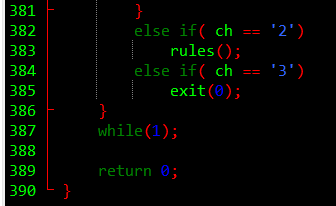 381 }
382 else if( ch == '2')
383 rules();
384 else if( ch == '3')
385 exit(0);
386 }
387 while(1);
388
389 return 0;
390 }